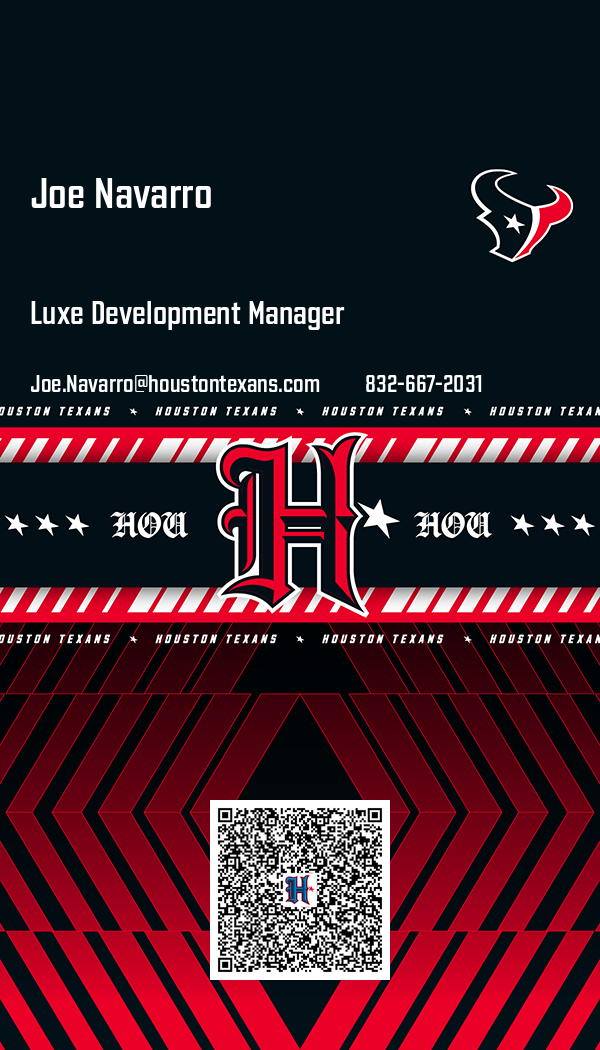 Joe Navarro
Luxe Development Manager
Joe.Navarro@houstontexans.com 832-667-2031
HOUSTON TEXANS HOUSTON TEXANS HOUSTON TEXANS HOUSTON TEXANS
HOU H HOU
HOUSTON TEXANS HOUSTON TEXANS HOUSTON TEXANS HOUSTON TEXANS
H